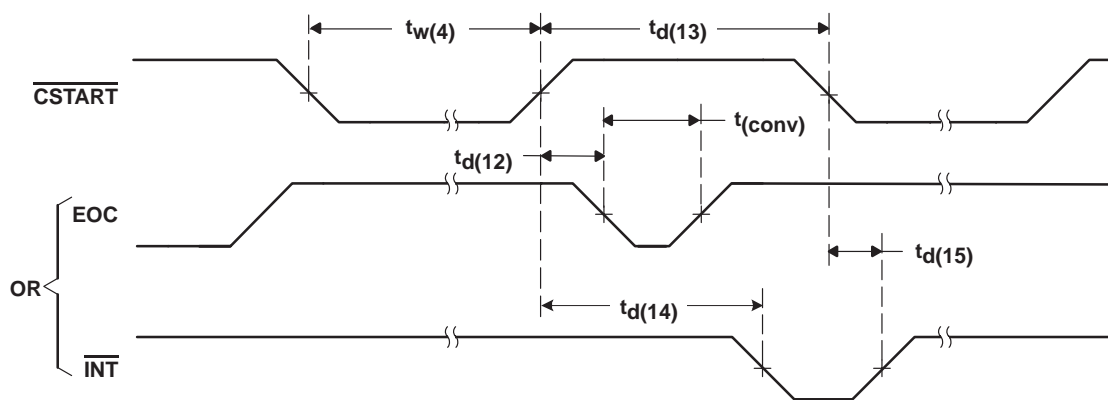 tw(4)
td(13)
CSTART
t(conv)
td(12)
EOC
td(15)
OR
td(14)
INT